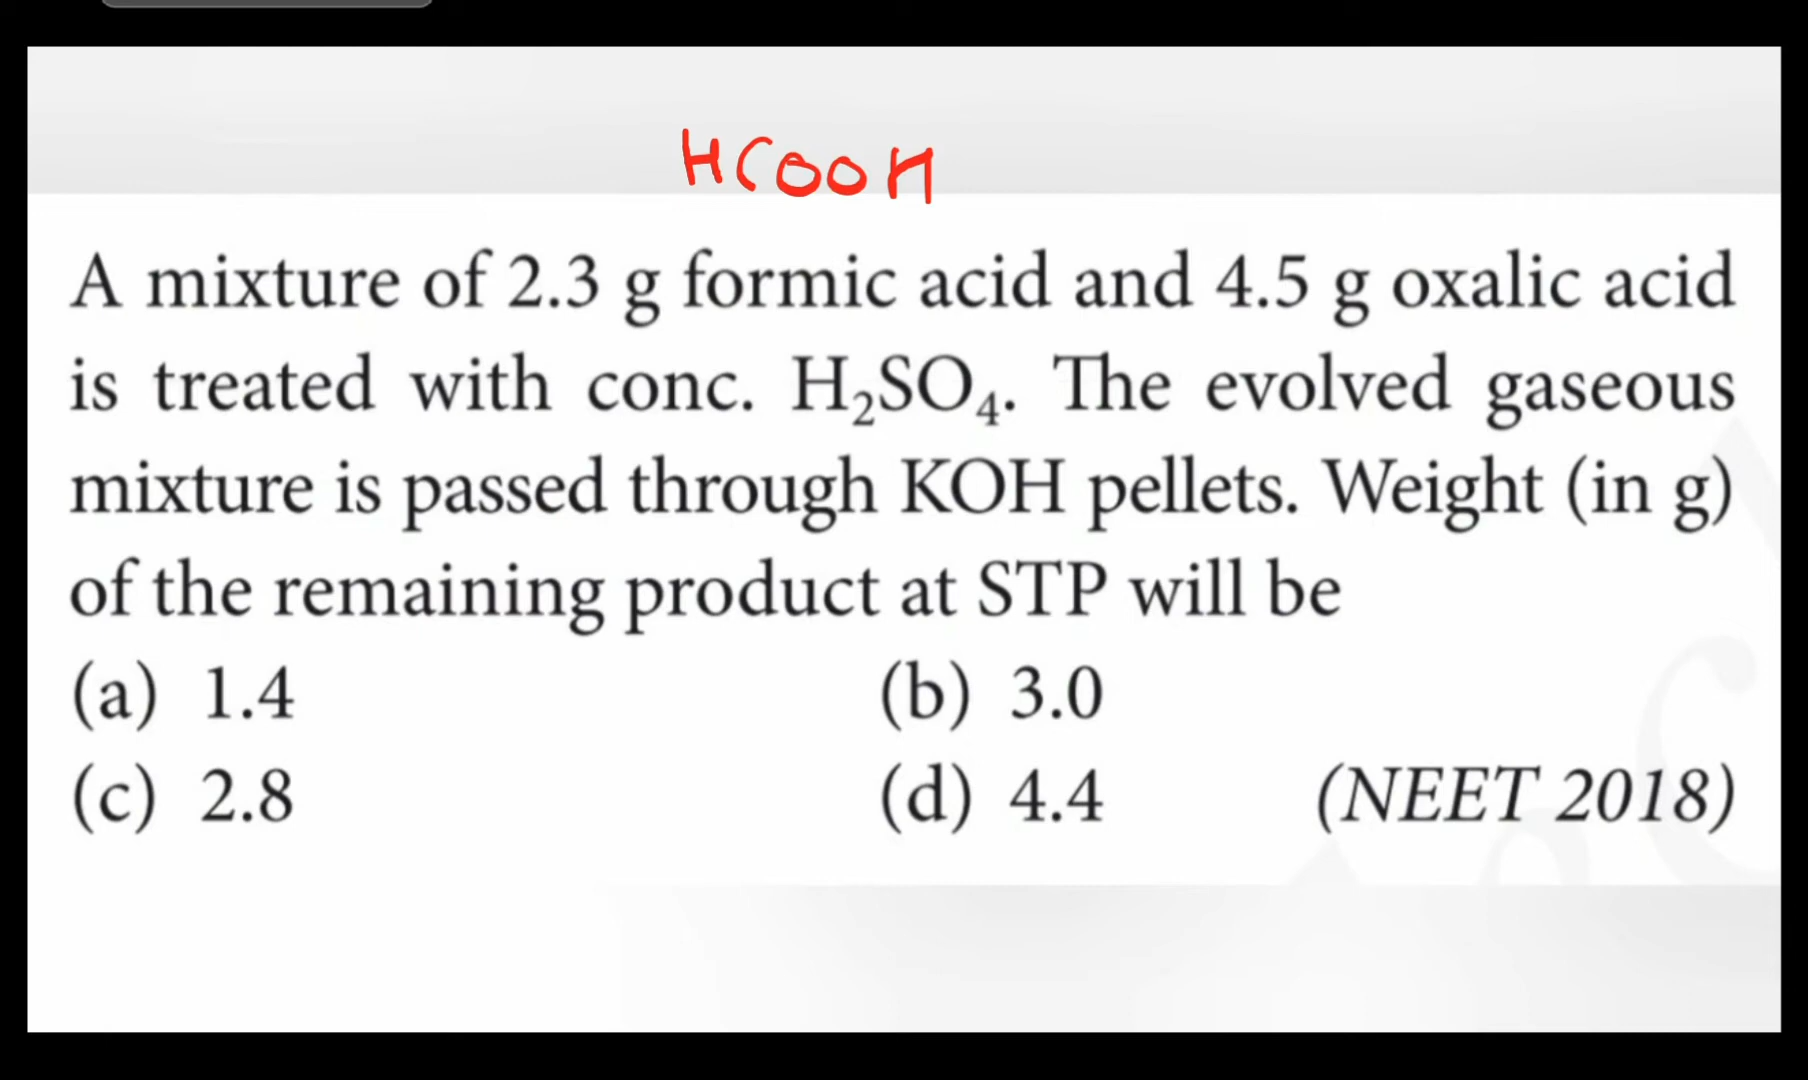 HCOOH
A mixture of 2.3 g formic acid and 4.5 g oxalic acid
is treated with conc. H₂SO₄. The evolved gaseous
mixture is passed through KOH pellets. Weight (in g)
of the remaining product at STP will be
(a) 1.4 (b) 3.0
(c) 2.8 (d) 4.4 (NEET 2018)